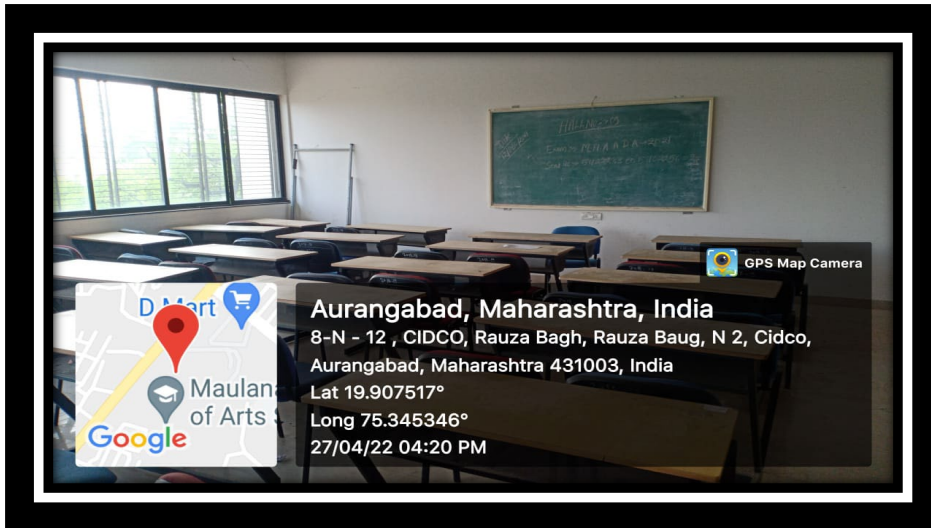 GPS Map Camera
D Mart
Maulan
of Arts
Google
Aurangabad, Maharashtra, India
8-N - 12 , CIDCO, Rauza Bagh, Rauza Baug, N 2, Cidco,
Aurangabad, Maharashtra 431003, India
Lat 19.907517°
Long 75.345346°
27/04/22 04:20 PM